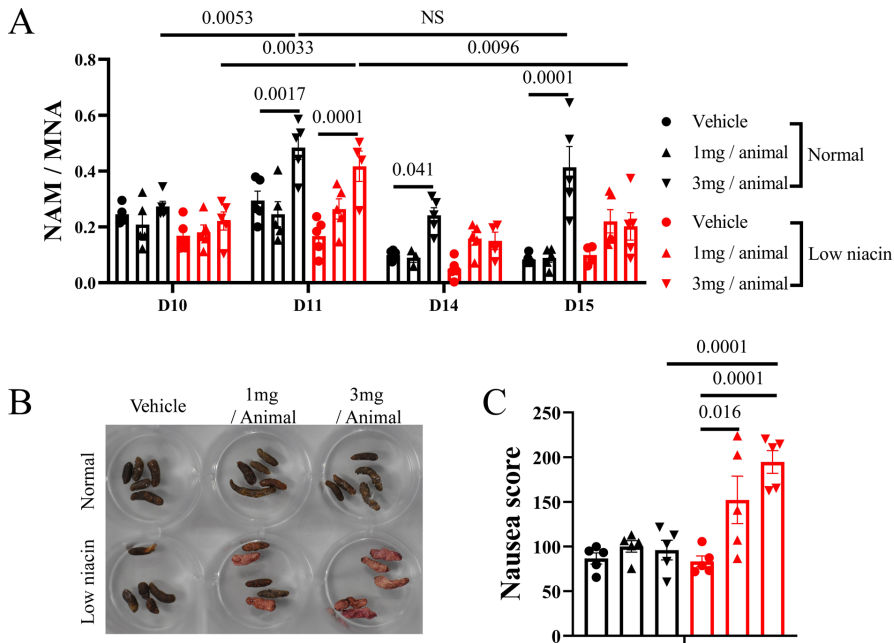 A
0.0053
NS
0.0033
0.0096
0.8
0.6
0.4
0.2
0.0
NAM / MNA
0.0017
0.0001
0.041
0.0001
D10
D11
D14
D15
Vehicle
1mg / animal
3mg / animal
Normal
Vehicle
1mg / animal
3mg / animal
Low niacin
B
Vehicle
1mg
/ Animal
3mg
/ Animal
Normal
Low niacin
C
0.0001
0.0001
0.016
250
200
150
100
50
0
Nausea score